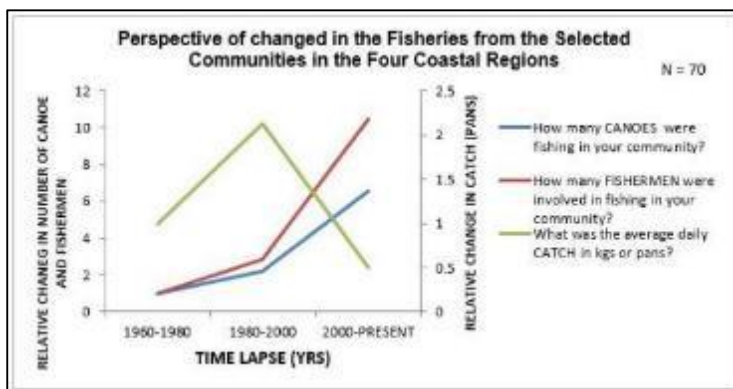 Perspective of changed in the Fisheries from the Selected
Communities in the Four Coastal Regions
N = 70
RELATIVE CHANEG IN NUMBER OF CANOE
AND FISHERMEN
12
10
8
6
4
2
0
2.5
2
1.5
1
0.5
0
RELATIVE CHANGE IN CATCH (PANS)
1960-1980
1980-2000
2000-PRESENT
TIME LAPSE (YRS)
How many CANOES were
fishing in your community?
How many FISHERMEN were
involved in fishing in your
community?
What was the average daily
CATCH in kgs or pans?